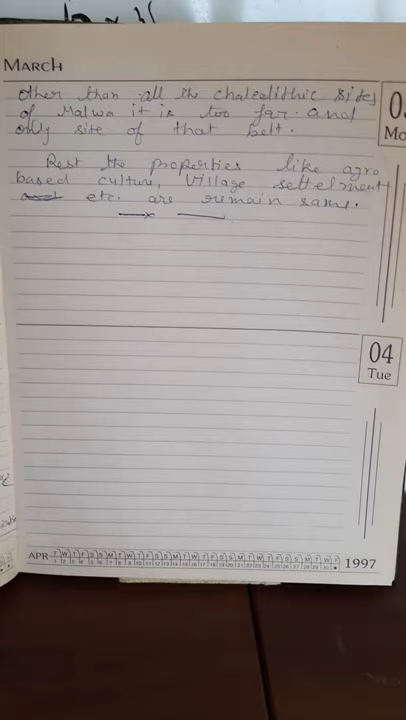 MARCH
other than all the chalcolithic sites
of Malwa it is too far and
only site of that belt.
Rest the properties like agro
based culture, Village settelment
etc. are remain same.
Mo
04
Tue
APR
1997